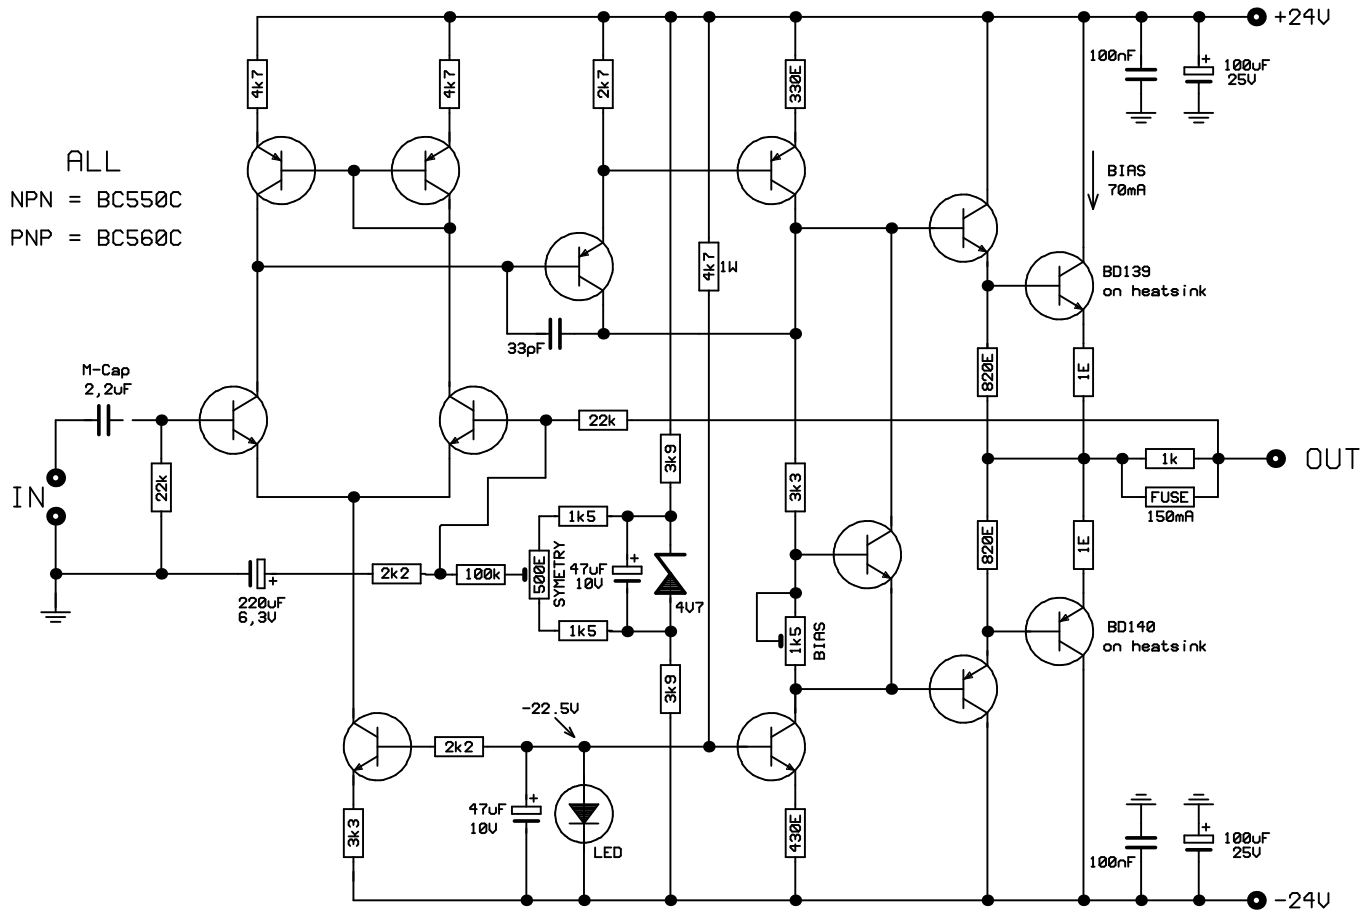 +24V
100nF
100uF
25V
4k7
4k7
2k7
330E
ALL
NPN = BC550C
PNP = BC560C
BIAS
70mA
4k7
1W
BD139
on heatsink
33pF
M-Cap
2,2uF
820E
1E
22k
3k9
IN
22k
3k3
1k
OUT
FUSE
150mA
1k5
500E
SYMETRY
47uF
10V
820E
1E
2k2
100k
220uF
6,3V
4V7
1k5
1k5
BIAS
BD140
on heatsink
3k9
-22.5V
2k2
47uF
10V
LED
3k3
430E
100nF
100uF
25V
-24V